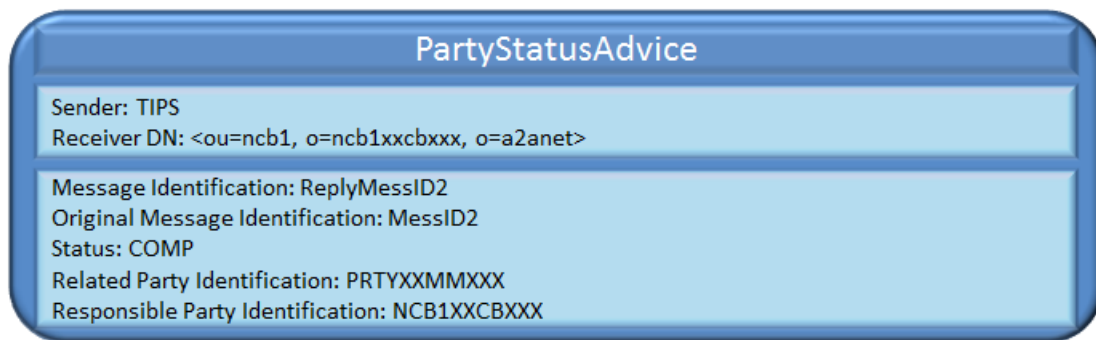 PartyStatusAdvice
Sender: TIPS
Receiver DN: <ou=ncb1, o=ncb1xxcbxxx, o=a2anet>
Message Identification: ReplyMessID2
Original Message Identification: MessID2
Status: COMP
Related Party Identification: PRTYXXMMXXX
Responsible Party Identification: NCB1XXCBXXX